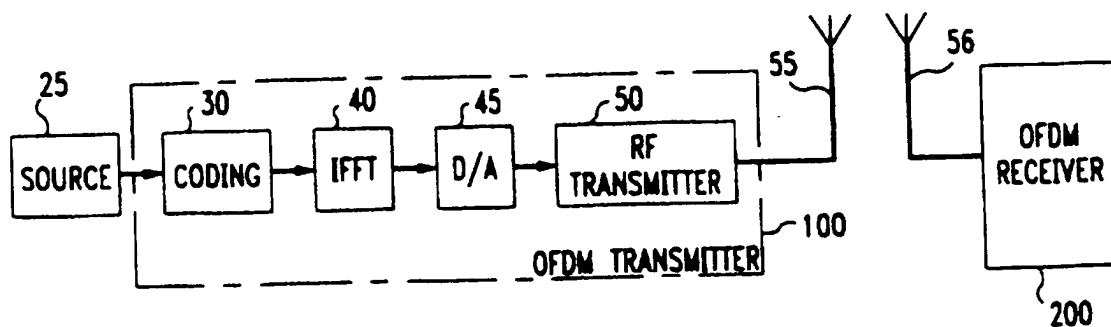 25
30
40
45
50
55
56
SOURCE
CODING
IFFT
D/A
RF
TRANSMITTER
OFDM
RECEIVER
100
OFDM TRANSMITTER
200